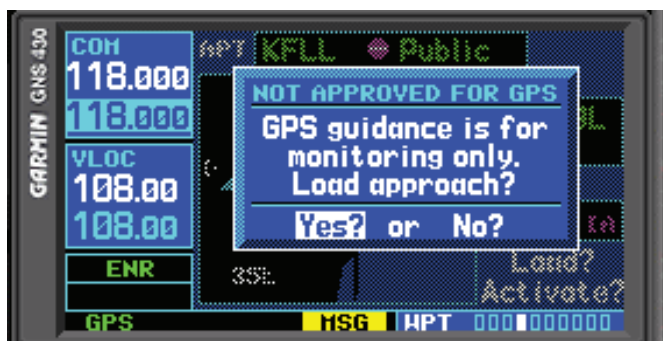 GARMIN GNS 430
COM
118.000
118.000
VLOC
108.00
108.00
ENR
GPS
APT KFLL Public
NOT APPROVED FOR GPS
GPS guidance is for
monitoring only.
Load approach?
Yes? or No?
Load?
Activate?
MSG WPT